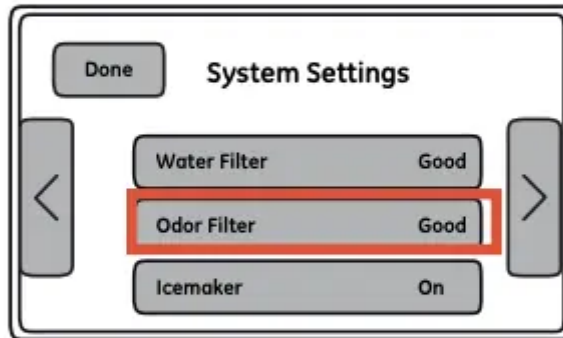 Done
System Settings
Water Filter Good
Odor Filter Good
Icemaker On